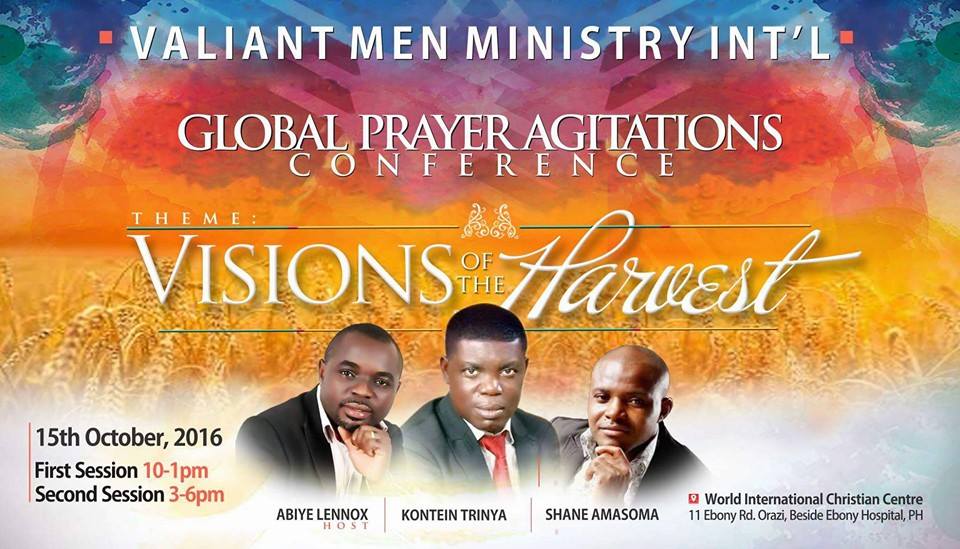 VALIANT MEN MINISTRY INT'L
GLOBAL PRAYER AGITATIONS
CONFERENCE
THEME:
VISIONS OF THE Harvest
15th October, 2016
First Session 10-1pm
Second Session 3-6pm
ABIYE LENNOX
HOST
KONTEIN TRINYA
SHANE AMASOMA
World International Christian Centre
11 Ebony Rd. Orazi, Beside Ebony Hospital, PH